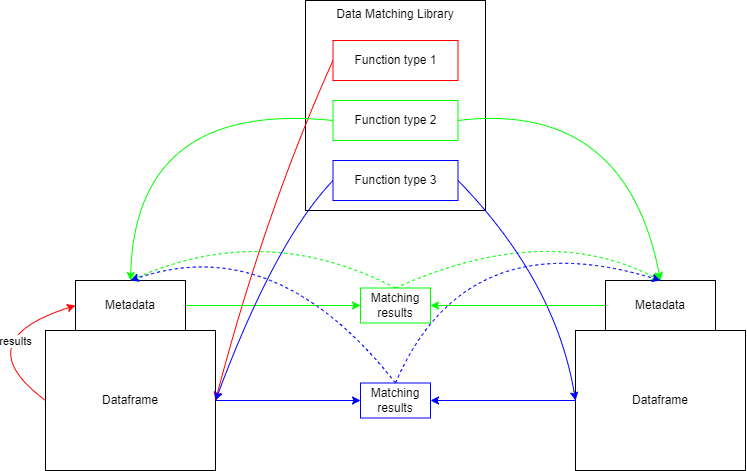 Data Matching Library
Function type 1
Function type 2
Function type 3
Metadata
Matching
results
Metadata
results
Dataframe
Matching
results
Dataframe